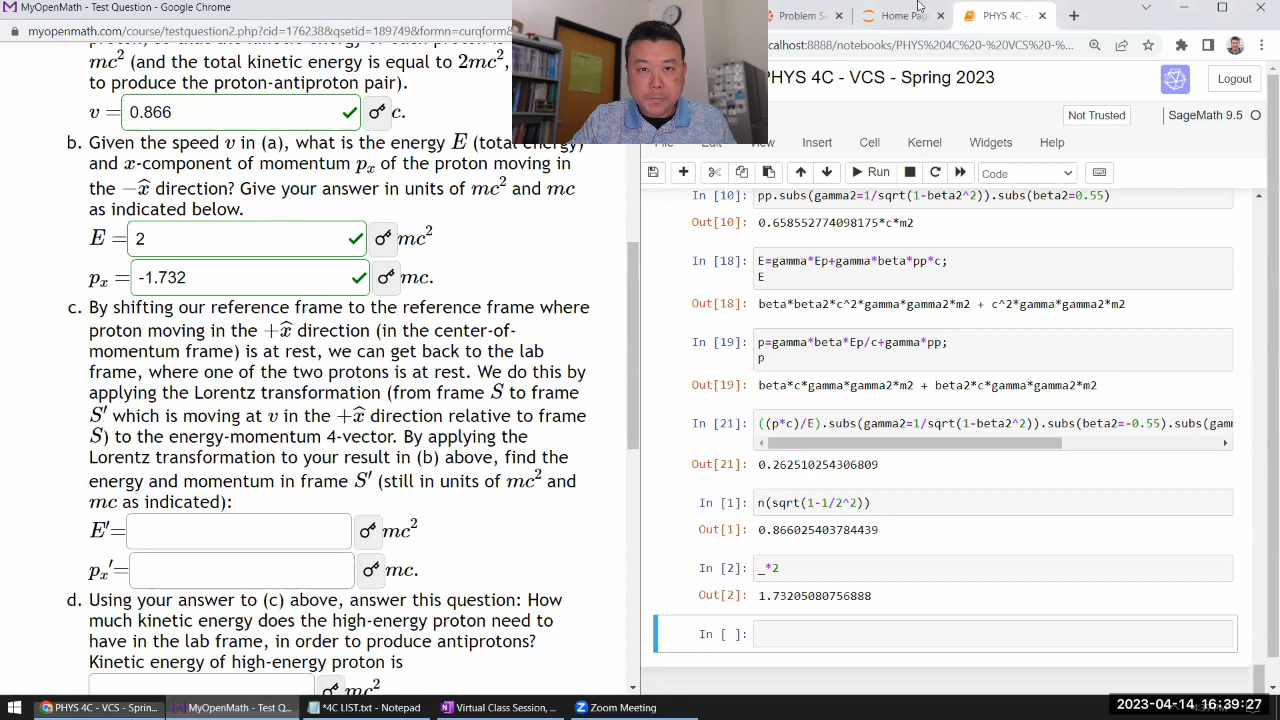 MyOpenMath - Test Question - Google Chrome
myopenmath.com/course/testquestion2.php?cid=176238&qsetid=189749&formn=curqform&...
mc² (and the total kinetic energy is equal to 2mc²,
to produce the proton-antiproton pair).
v = 0.866 c.
b. Given the speed v in (a), what is the energy E (total energy)
and x-component of momentum pₓ of the proton moving in
the −x̂ direction? Give your answer in units of mc² and mc
as indicated below.
E = 2 mc²
pₓ = -1.732 mc.
c. By shifting our reference frame to the reference frame where
proton moving in the +x̂ direction (in the center-of-
momentum frame) is at rest, we can get back to the lab
frame, where one of the two protons is at rest. We do this by
applying the Lorentz transformation (from frame S to frame
S′ which is moving at v in the +x̂ direction relative to frame
S) to the energy-momentum 4-vector. By applying the
Lorentz transformation to your result in (b) above, find the
energy and momentum in frame S′ (still in units of mc² and
mc as indicated):
E′= mc²
pₓ′= mc.
d. Using your answer to (c) above, answer this question: How
much kinetic energy does the high-energy proton need to
have in the lab frame, in order to produce antiprotons?
Kinetic energy of high-energy proton is
mc²
Problem S
Home Pa
PHYS 4C -
localhost:8888/notebooks/PHYS%204C%20-%20VCS%20-%...
PHYS 4C - VCS - Spring 2023
Logout
Not Trusted
SageMath 9.5
View Insert Cell Kernel Widgets Help
Run
Code
In [10]: pp.subs(gamma2=1/sqrt(1-beta2^2)).subs(beta2=0.55)
Out[10]: 0.658552774098175*c*m2
In [18]: E=gamma*Ep+gamma*beta*pp*c;
E
Out[18]: beta*beta2*c^2*gamma*gamma2*m2 + c^2*gamma*gamma2*m2
In [19]: p=gamma*beta*Ep/c+gamma*pp;
p
Out[19]: beta*c*gamma*gamma2*m2 + beta2*c*gamma*gamma2*m2
In [21]: ((p*c)/E).subs(gamma2=1/sqrt(1-beta2^2)).subs(beta2=-0.55).subs(gam
Out[21]: 0.262510254306809
In [1]: n(sqrt(1-1/2^2))
Out[1]: 0.866025403784439
In [2]: _*2
Out[2]: 1.73205080756888
In [ ]:
PHYS 4C - VCS - Sprin...
MyOpenMath - Test Q...
*4C LIST.txt - Notepad
Virtual Class Session, ...
Zoom Meeting
2023-04-14 16:39:27